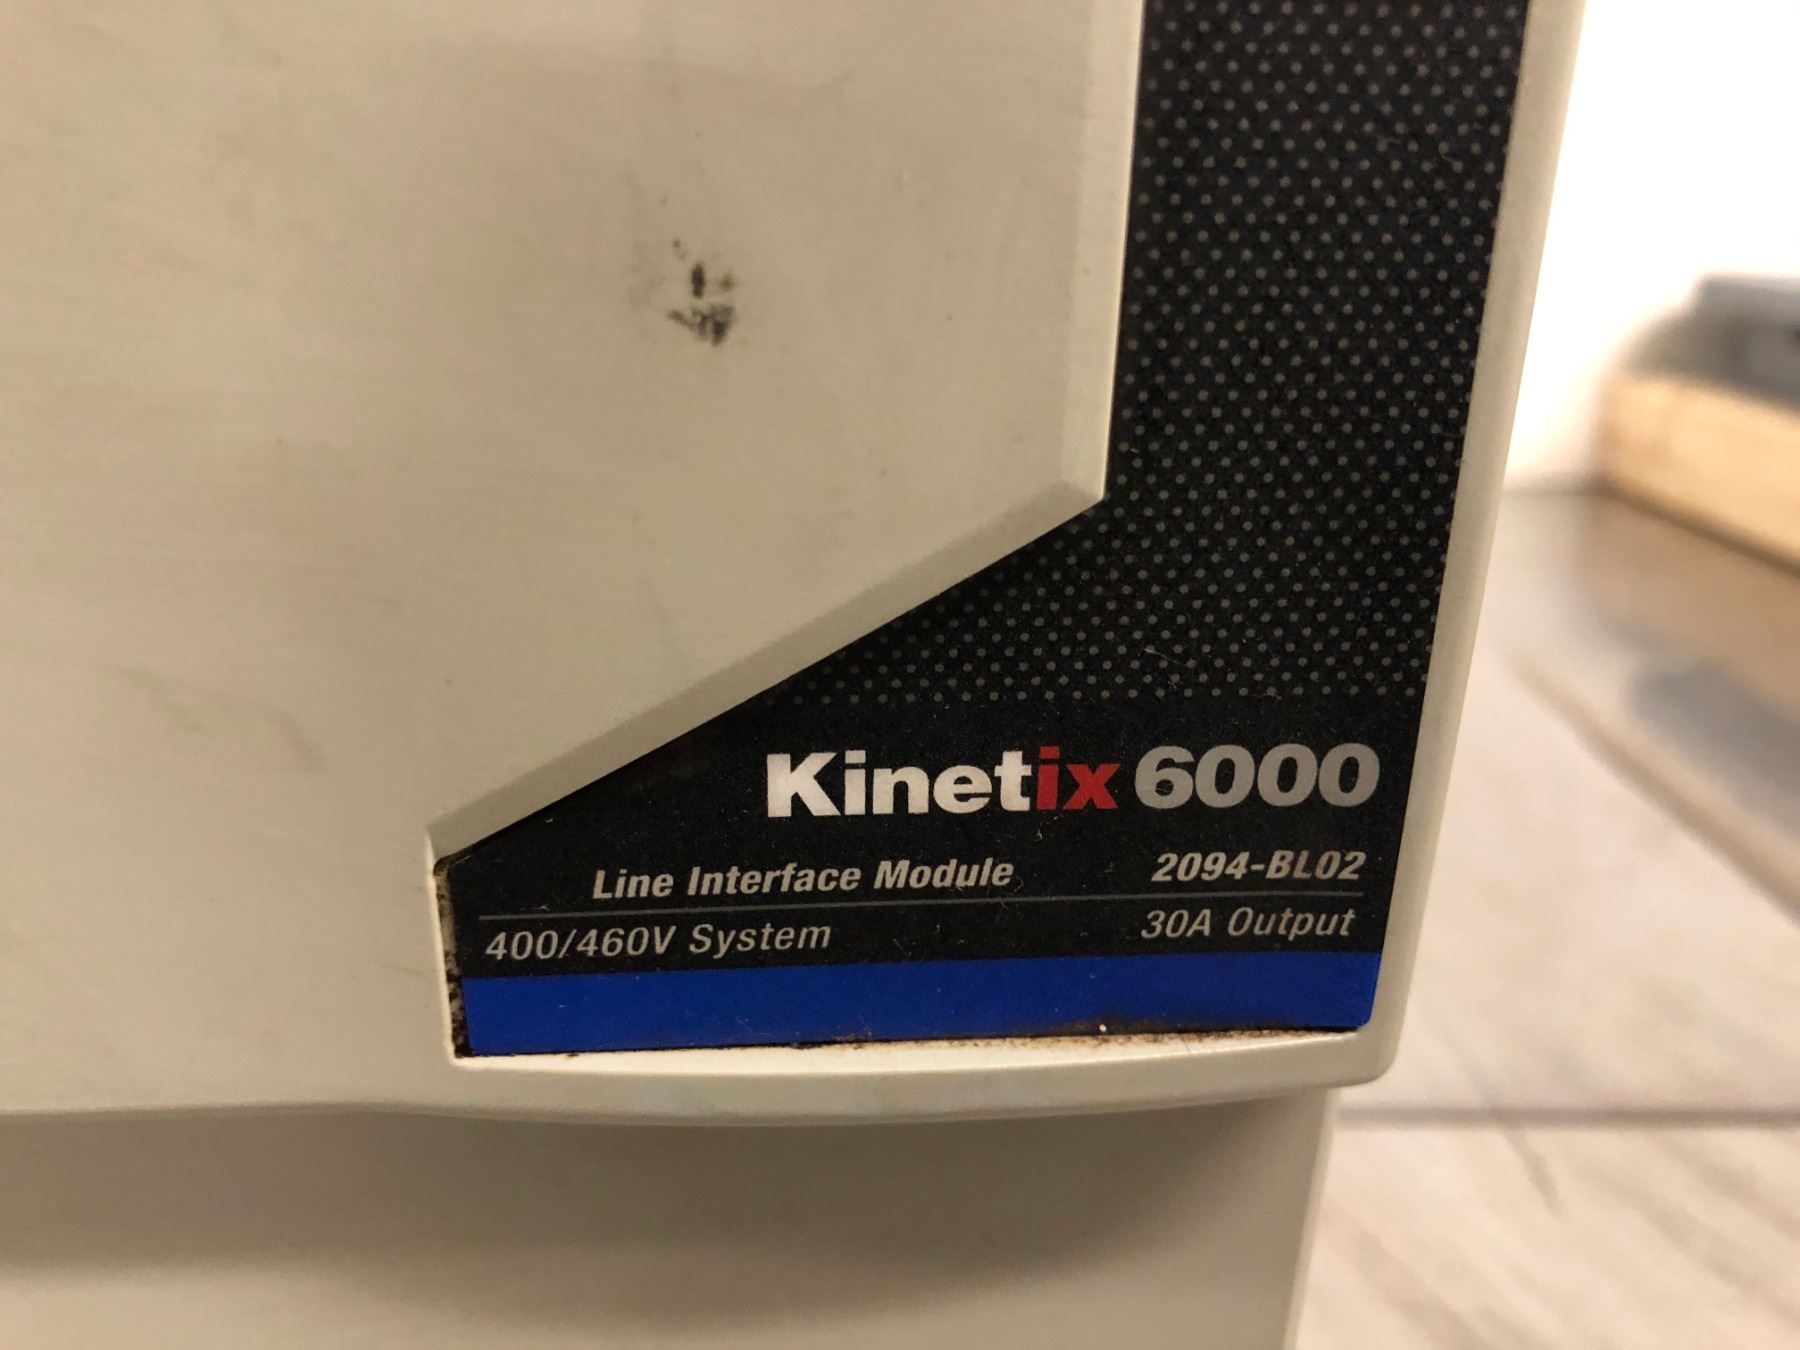 Kinetix 6000
Line Interface Module 2094-BL02
400/460V System 30A Output